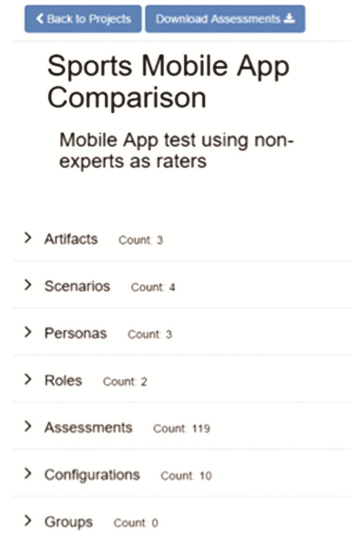 Back to Projects Download Assessments
Sports Mobile App
Comparison
Mobile App test using non-
experts as raters
Artifacts Count: 3
Scenarios Count: 4
Personas Count: 3
Roles Count: 2
Assessments Count: 119
Configurations Count: 10
Groups Count: 0